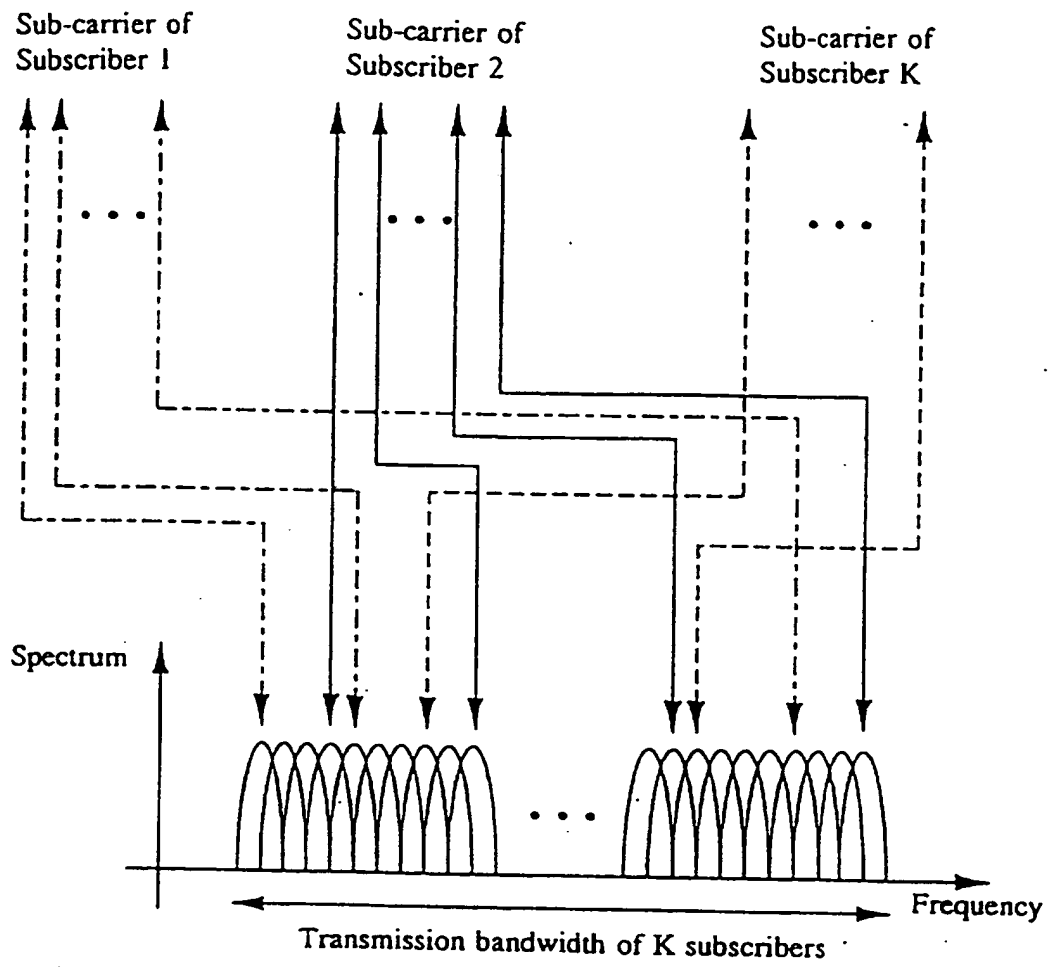 Sub-carrier of
Subscriber 1
Sub-carrier of
Subscriber 2
Sub-carrier of
Subscriber K
Spectrum
Frequency
Transmission bandwidth of K subscribers